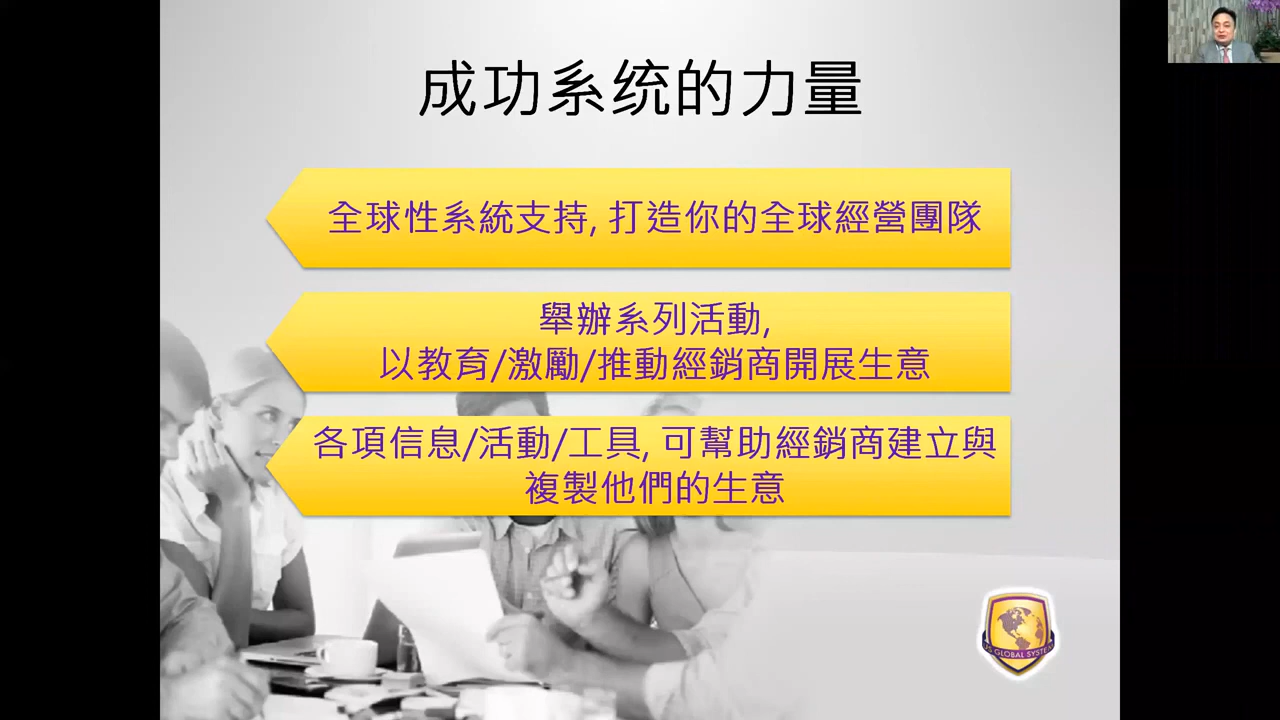 成功系统的力量
全球性系統支持, 打造你的全球經營團隊
舉辦系列活動,
以教育/激勵/推動經銷商開展生意
各項信息/活動/工具, 可幫助經銷商建立與
複製他們的生意
GLOBAL SYSTEM